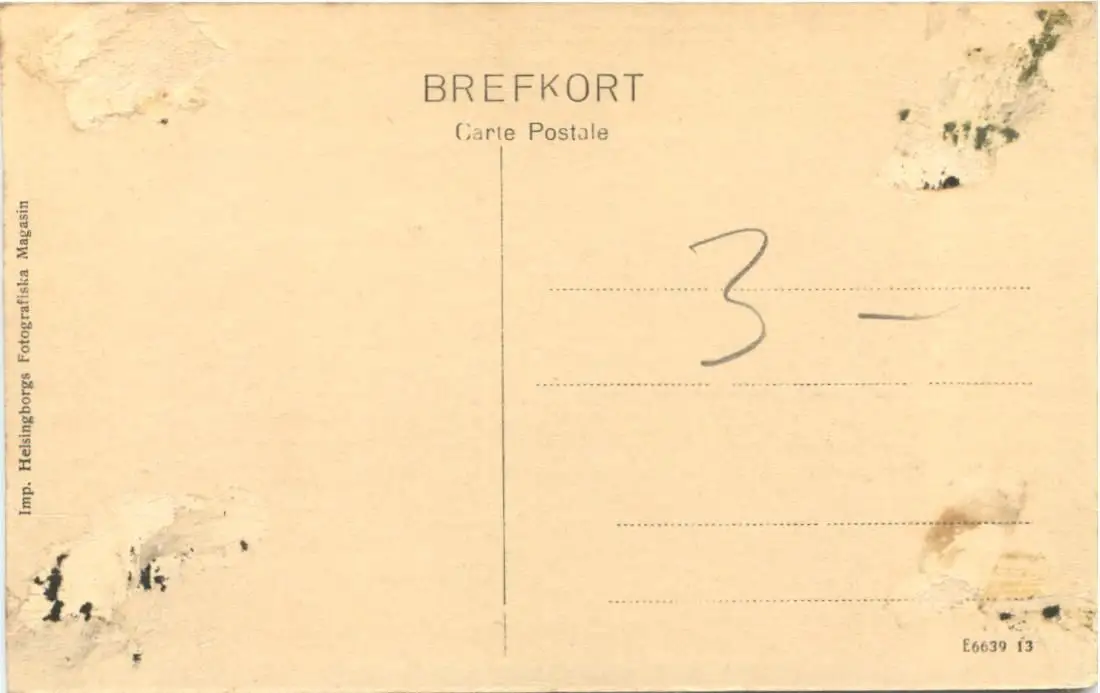 BREFKORT
Carte Postale
Imp. Helsingborgs Fotografiska Magasin
3 —
E6639 13